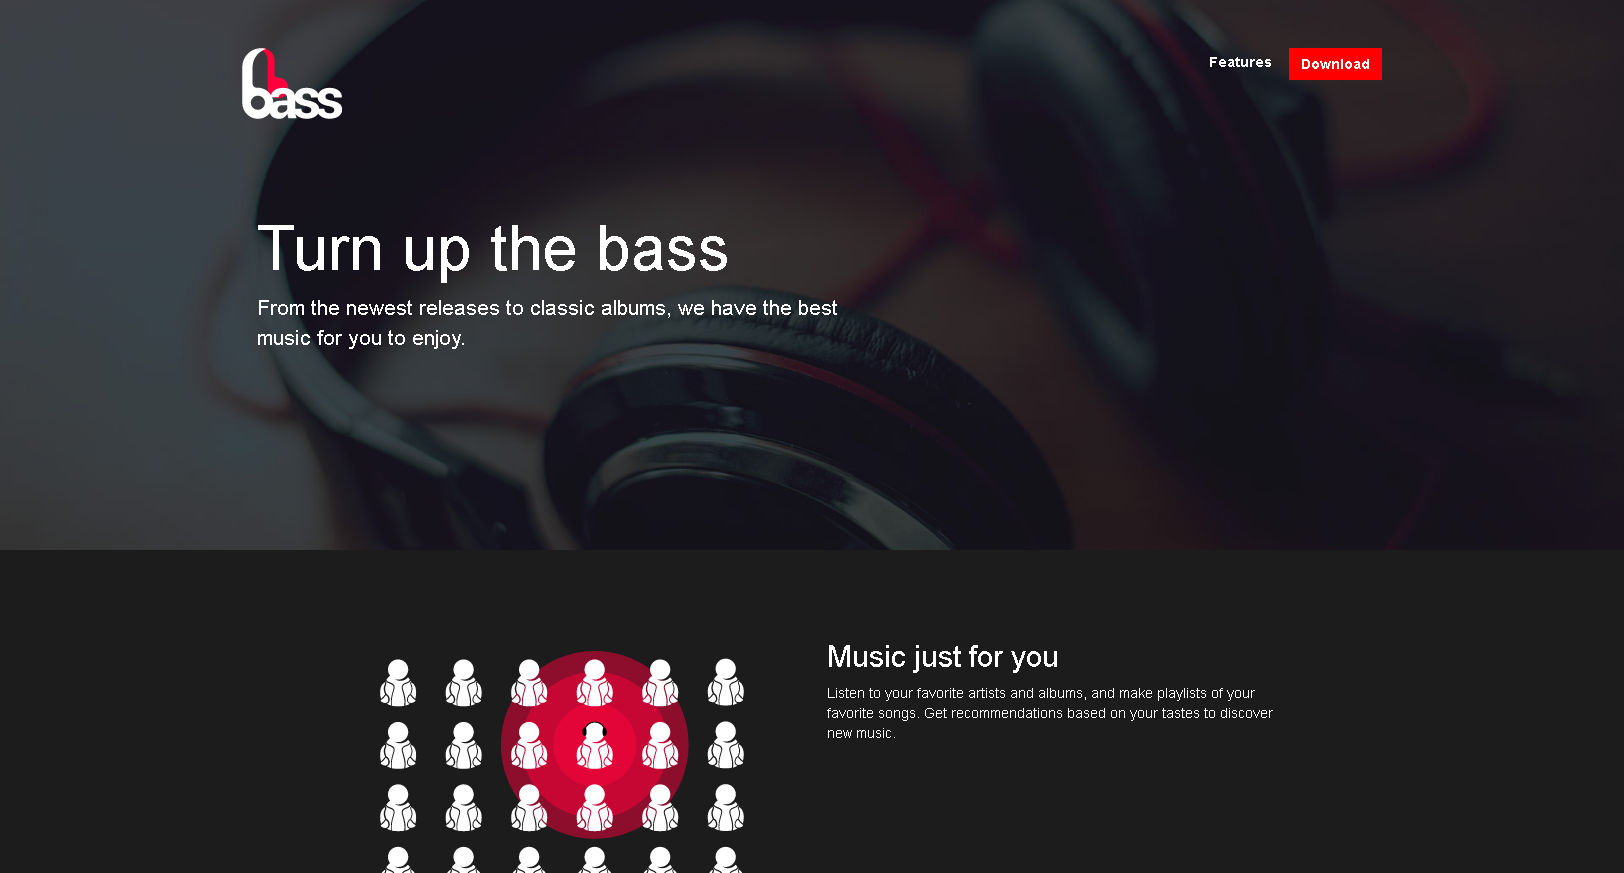 bass
Features
Download
Turn up the bass
From the newest releases to classic albums, we have the best
music for you to enjoy.
Music just for you
Listen to your favorite artists and albums, and make playlists of your
favorite songs. Get recommendations based on your tastes to discover
new music.